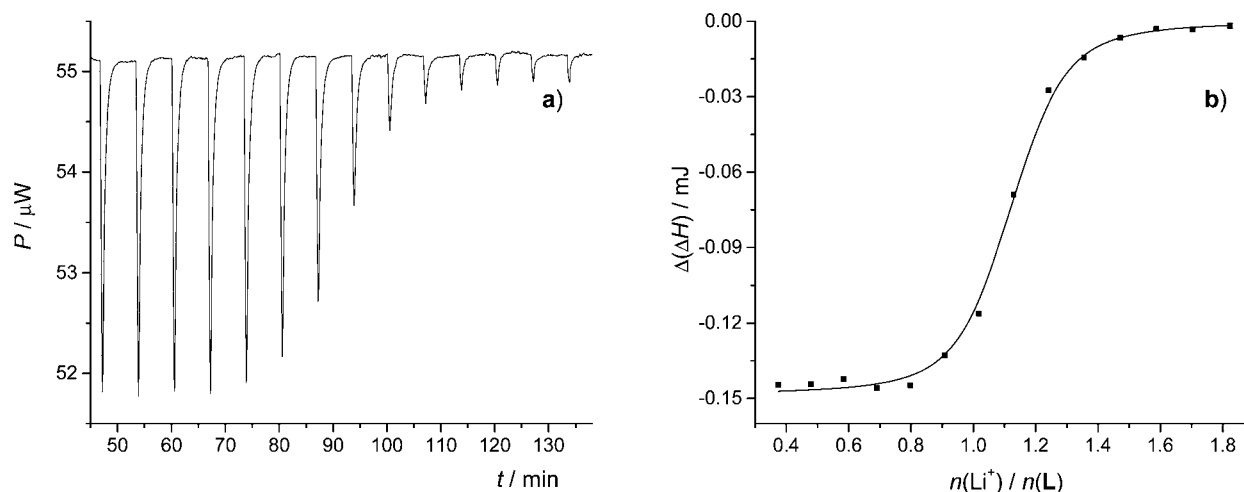 55
54
53
52
P / μW
50 60 70 80 90 100 110 120 130
t / min
a)
0.00
-0.03
-0.06
-0.09
-0.12
-0.15
Δ(ΔH) / mJ
0.4 0.6 0.8 1.0 1.2 1.4 1.6 1.8
n(Li⁺) / n(L)
b)